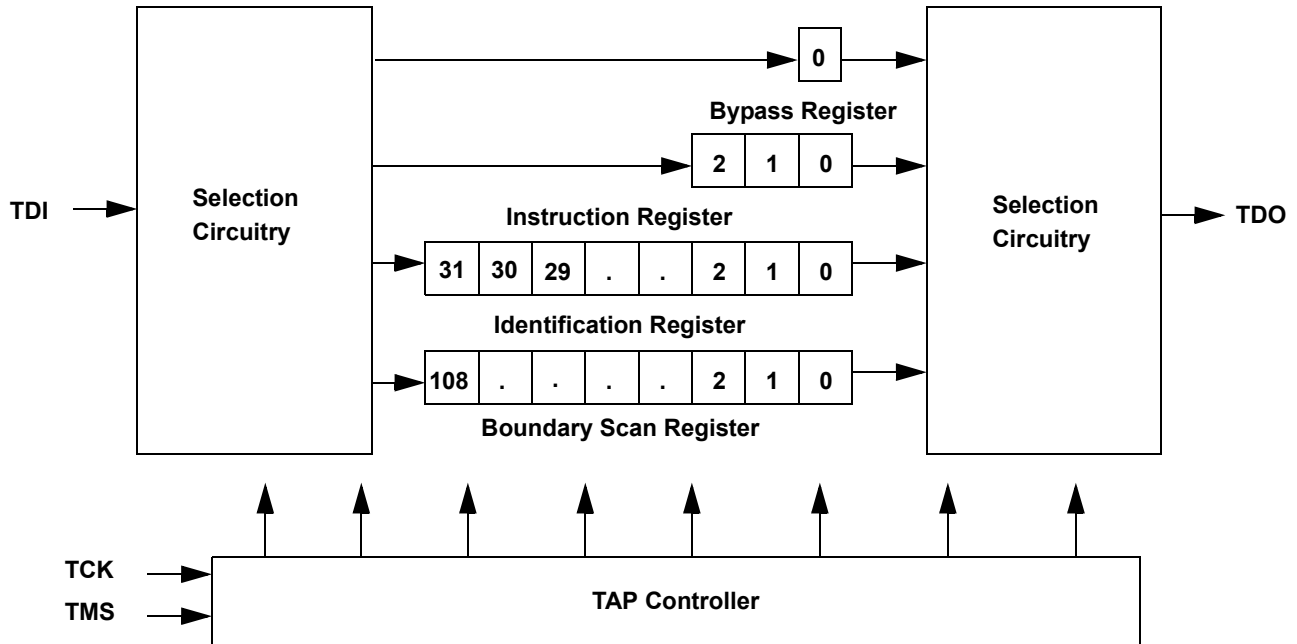 0
Bypass Register
2 1 0
TDI
Selection
Circuitry
Instruction Register
31 30 29 . . 2 1 0
Identification Register
108 . . . . 2 1 0
Boundary Scan Register
Selection
Circuitry
TDO
TCK
TMS
TAP Controller